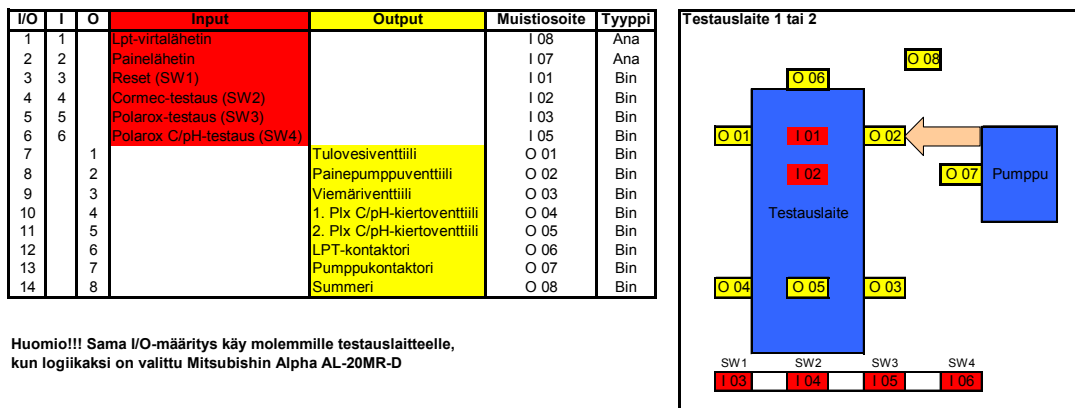 I/O I O Input Output Muistiosoite Tyyppi
1 1 Lpt-virtalähetin I 08 Ana
2 2 Painelähetin I 07 Ana
3 3 Reset (SW1) I 01 Bin
4 4 Cormec-testaus (SW2) I 02 Bin
5 5 Polarox-testaus (SW3) I 03 Bin
6 6 Polarox C/pH-testaus (SW4) I 05 Bin
7 1 Tulovesiventtiili O 01 Bin
8 2 Painepumppuventtiili O 02 Bin
9 3 Viemäriventtiili O 03 Bin
10 4 1. Plx C/pH-kiertoventtiili O 04 Bin
11 5 2. Plx C/pH-kiertoventtiili O 05 Bin
12 6 LPT-kontaktori O 06 Bin
13 7 Pumppukontaktori O 07 Bin
14 8 Summeri O 08 Bin
Huomio!!! Sama I/O-määritys käy molemmille testauslaitteelle,
kun logiikaksi on valittu Mitsubishin Alpha AL-20MR-D
Testauslaite 1 tai 2
O 08
O 06
O 01 I 01 O 02
I 02 O 07 Pumppu
Testauslaite
O 04 O 05 O 03
SW1 SW2 SW3 SW4
I 03 I 04 I 05 I 06